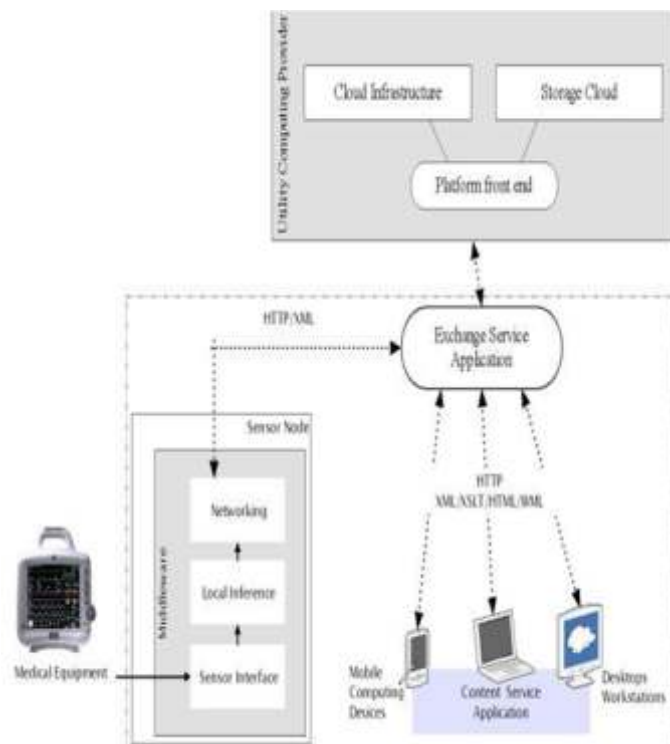 Utility Computing Provider
Cloud Infrastructure
Storage Cloud
Platform front end
HTTP/XML
Exchange Service
Application
Sensor Node
Middleware
Networking
Local Inference
Sensor Interface
Medical Equipment
HTTP
XML/XSLT/HTML/WML
Mobile
Computing
Devices
Content Service
Application
Desktops
Workstations